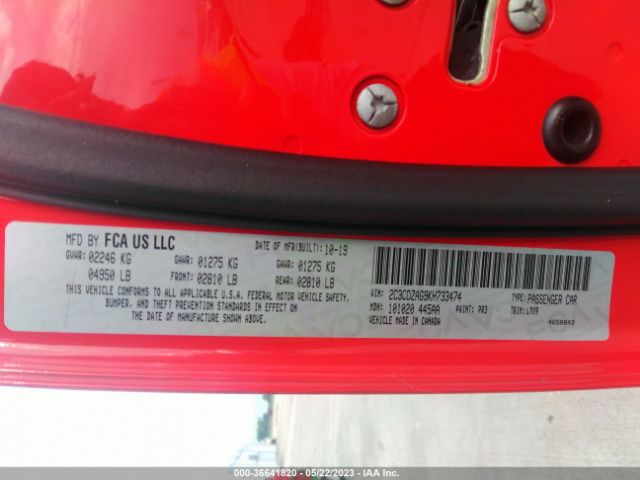 MFD BY FCA US LLC
DATE OF MFR(BUILT): 10-19
GVWR: 02246 KG
GAWR: 01275 KG
GAWR: 01275 KG
04950 LB
FRONT: 02810 LB
REAR: 02810 LB
THIS VEHICLE CONFORMS TO ALL APPLICABLE U.S.A. FEDERAL MOTOR VEHICLE SAFETY,
BUMPER, AND THEFT PREVENTION STANDARDS IN EFFECT ON
THE DATE OF MANUFACTURE SHOWN ABOVE.
VIN: 2C3CDZAG9KH733474
TYPE: PASSENGER CAR
MDH: 101020 445AA
PAINT: PR3
TRIM: L7X9
VEHICLE MADE IN CANADA
4658843
000-36641820 - 05/22/2023 - IAA Inc.